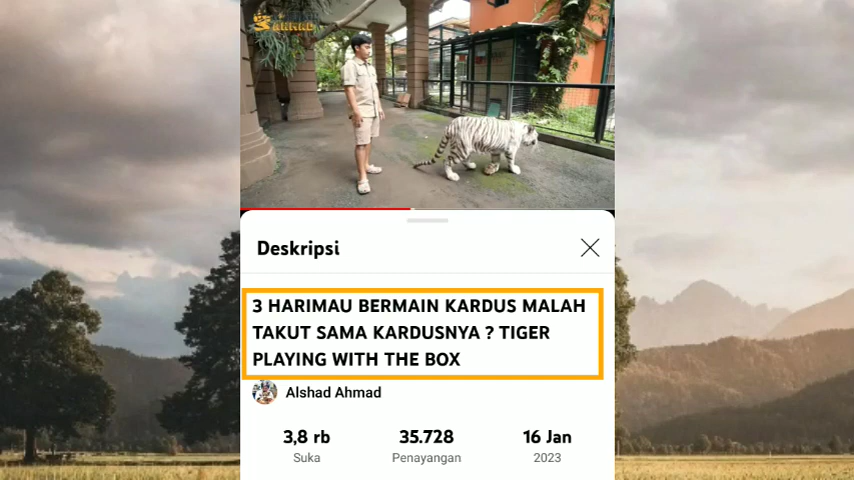 AHMAD
Deskripsi
3 HARIMAU BERMAIN KARDUS MALAH
TAKUT SAMA KARDUSNYA ? TIGER
PLAYING WITH THE BOX
Alshad Ahmad
3,8 rb
35.728
16 Jan
Suka
Penayangan
2023